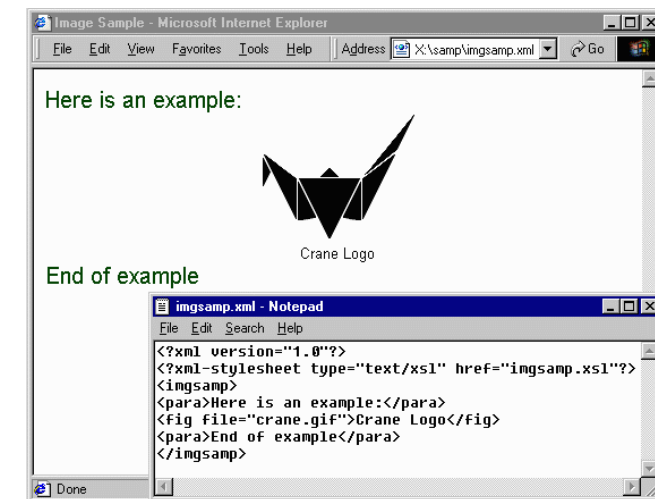 Image Sample - Microsoft Internet Explorer
File Edit View Favorites Tools Help Address X:\samp\imgsamp.xml Go
Here is an example:
Crane Logo
End of example
imgsamp.xml - Notepad
File Edit Search Help
<?xml version="1.0"?>
<?xml-stylesheet type="text/xsl" href="imgsamp.xsl"?>
<imgsamp>
<para>Here is an example:</para>
<fig file="crane.gif">Crane Logo</fig>
<para>End of example</para>
</imgsamp>
Done